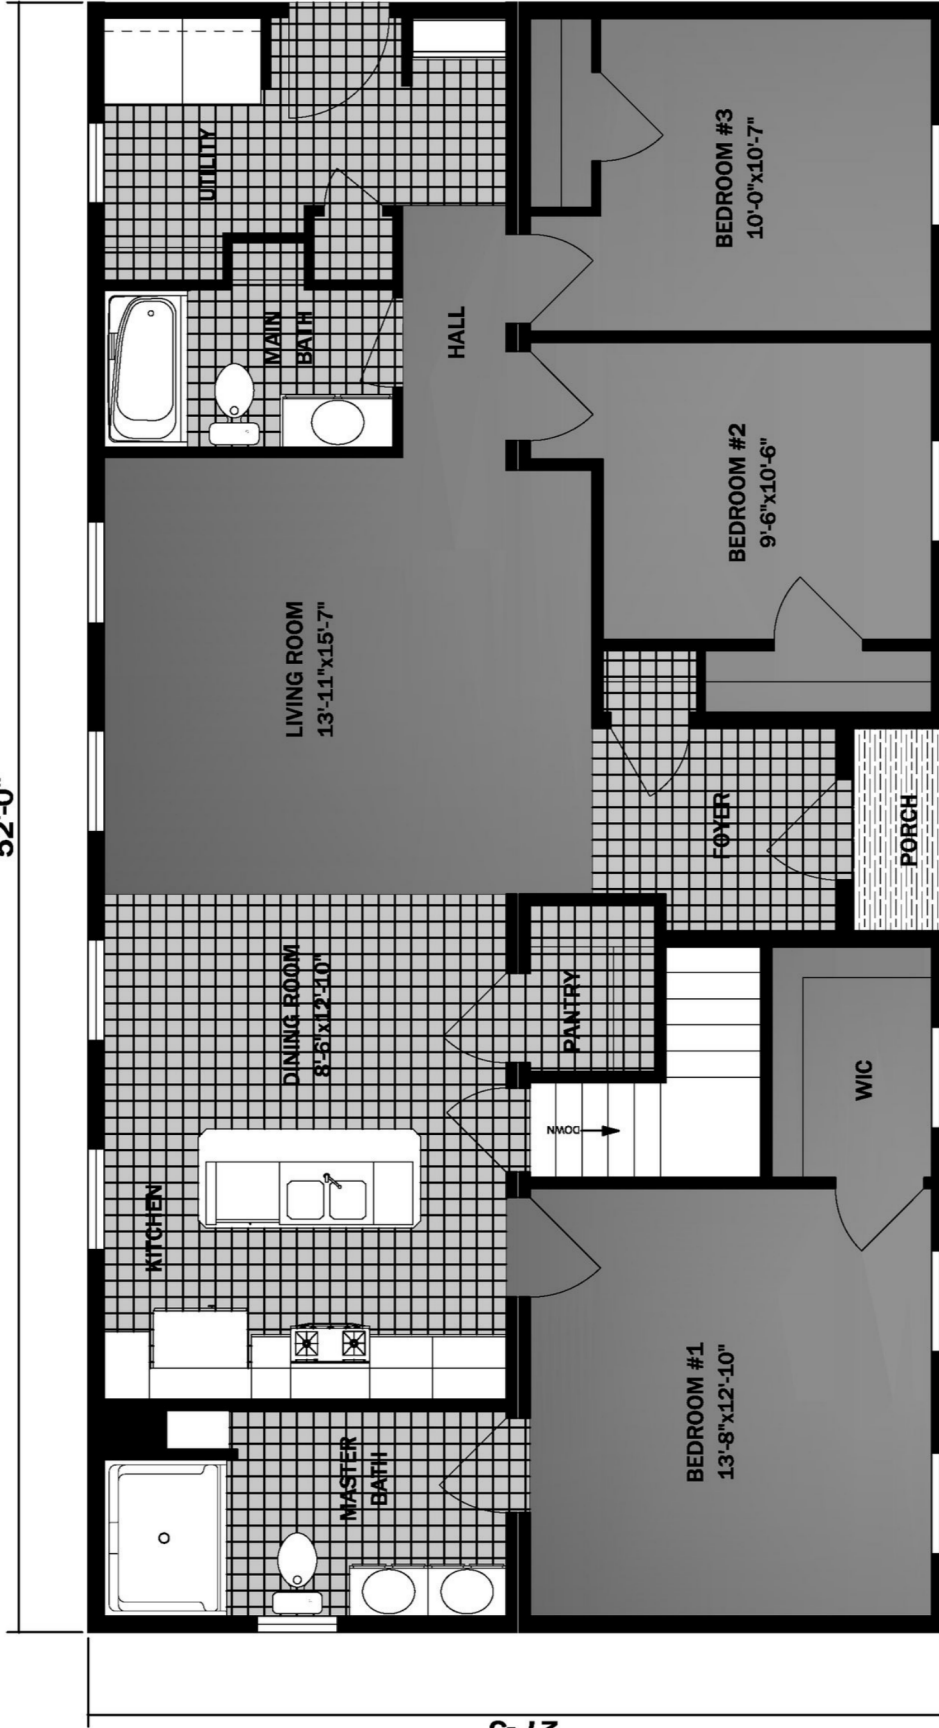 UTILITY
BEDROOM #3
10'-0"x10'-7"
MAIN
BATH
HALL
BEDROOM #2
9'-6"x10'-6"
LIVING ROOM
13'-11"x15'-7"
52'-0"
FOYER
PORCH
DINING ROOM
8'-6"x12'-10"
PANTRY
WIC
DOWN
KITCHEN
BEDROOM #1
13'-8"x12'-10"
MASTER
BATH